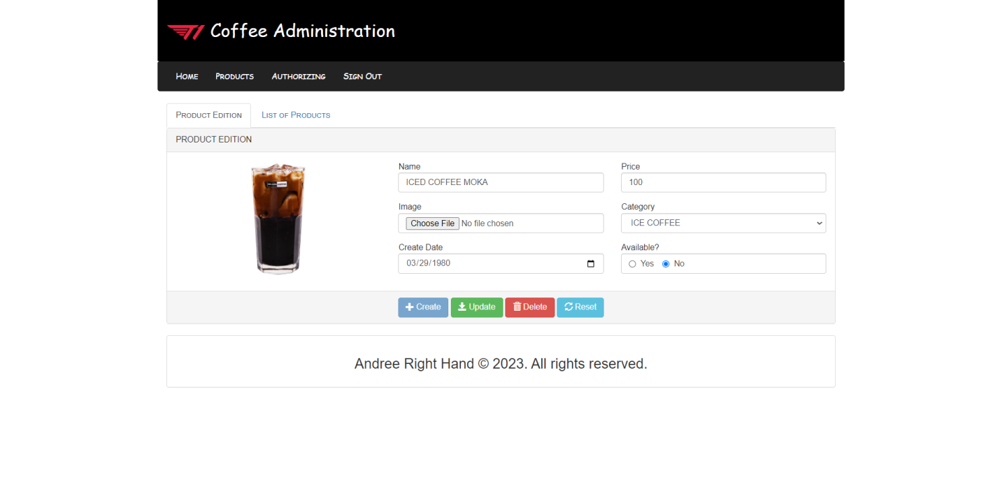 T1 Coffee Administration
Home Products Authorizing Sign Out
Product Edition List of Products
PRODUCT EDITION
Name Price
ICED COFFEE MOKA 100
Image Category
Choose File No file chosen ICE COFFEE
Create Date Available?
03/29/1980 Yes No
Create Update Delete Reset
Andree Right Hand © 2023. All rights reserved.